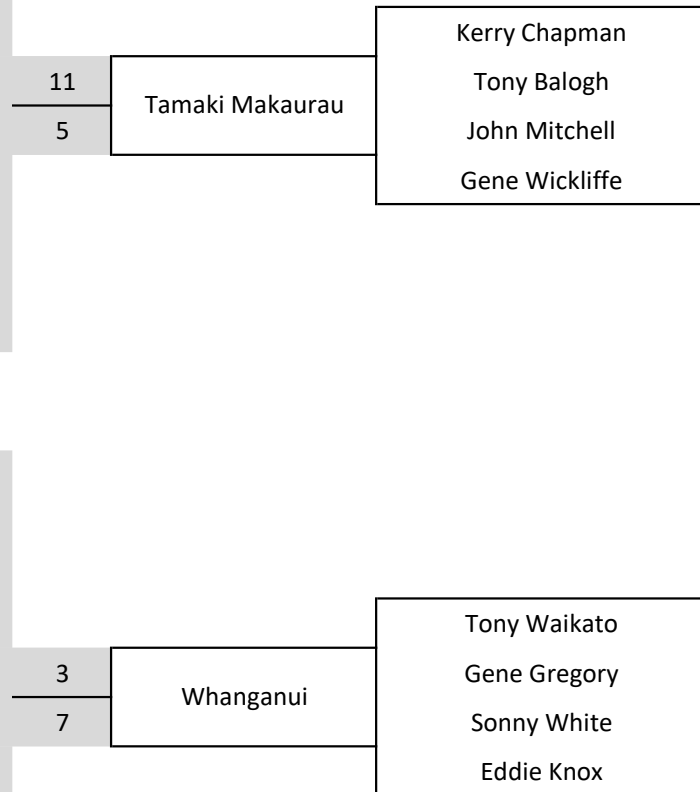 Kerry Chapman
11
Tamaki Makaurau
Tony Balogh
5
John Mitchell
Gene Wickliffe
Tony Waikato
3
Whanganui
Gene Gregory
7
Sonny White
Eddie Knox